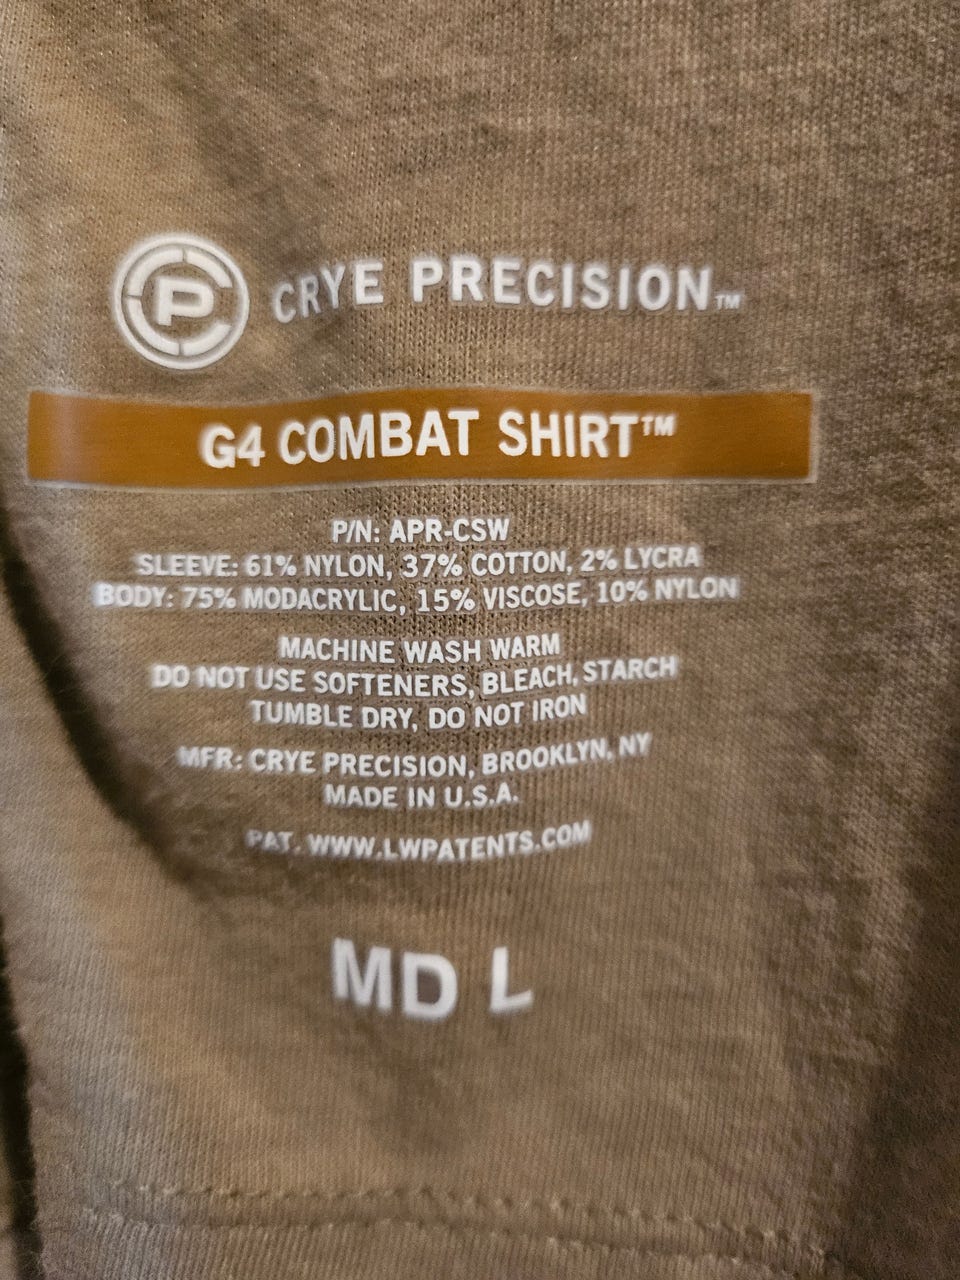 CP CRYE PRECISION™
G4 COMBAT SHIRT™
P/N: APR-CSW
SLEEVE: 61% NYLON, 37% COTTON, 2% LYCRA
BODY: 75% MODACRYLIC, 15% VISCOSE, 10% NYLON
MACHINE WASH WARM
DO NOT USE SOFTENERS, BLEACH, STARCH
TUMBLE DRY, DO NOT IRON
MFR: CRYE PRECISION, BROOKLYN, NY
MADE IN U.S.A.
PAT. WWW.LWPATENTS.COM
MD L